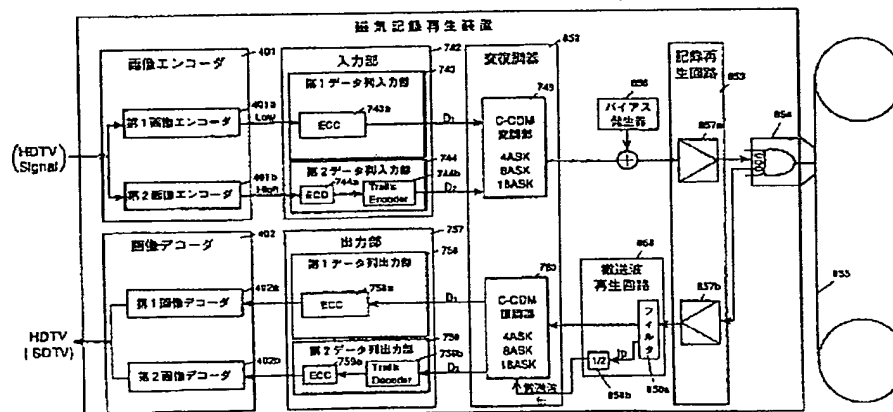 磁気記録再生装置
画像エンコーダ
401
入力部
742
743
変復調器
852
記録再
生回路
853
第1データ列入力部
856
バイアス
発生器
857a
854
401a
第1画像エンコーダ
Low
743a
ECC
D1
749
C-CDM
変調部
4ASK
8ASK
16ASK
(HDTV
Signal)
401b
第2画像エンコーダ
High
744
第2データ列入力部
744a
744b
ECC
Trellis
Encoder
D2
画像デコーダ
402
出力部
757
758
第1データ列出力部
402a
第1画像デコーダ
758a
ECC
D1
760
C-CDM
復調部
4ASK
8ASK
16ASK
858
搬送波
再生回路
857b
855
フィルタ
858a
1/2
858b
搬送波
HDTV
402b
第2画像デコーダ
759
第2データ列出力部
759a
759b
ECC
Trellis
Decoder
D2